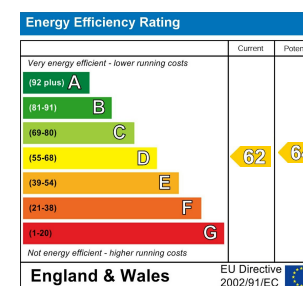 Energy Efficiency Rating
Current
Very energy efficient - lower running costs
(92 plus) A
(81-91) B
(69-80) C
(55-68) D
62
(39-54) E
(21-38) F
(1-20) G
Not energy efficient - higher running costs
England & Wales
EU Directive
2002/91/EC